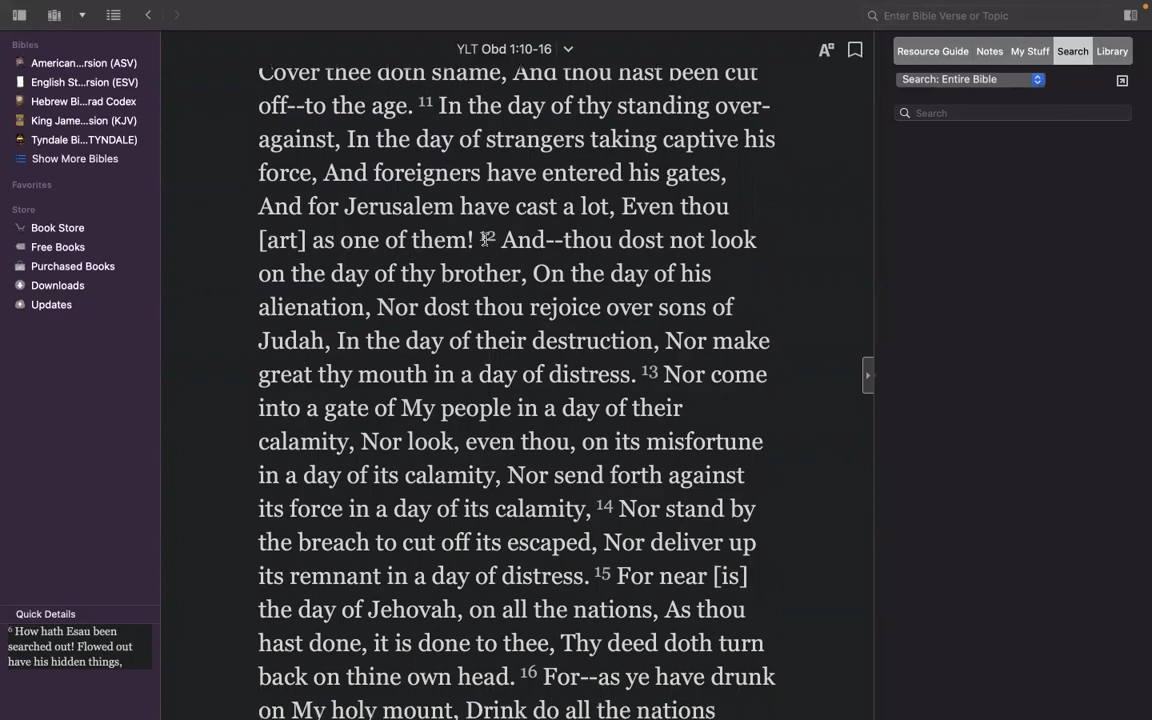 Enter Bible Verse or Topic
Bibles
American...rsion (ASV)
English St...rsion (ESV)
Hebrew Bi...rad Codex
King Jame...sion (KJV)
Tyndale Bi...TYNDALE)
Show More Bibles
Favorites
Store
Book Store
Free Books
Purchased Books
Downloads
Updates
Quick Details
6 How hath Esau been
searched out! Flowed out
have his hidden things,
YLT Obd 1:10-16
Cover thee doth shame, And thou hast been cut
off--to the age. 11 In the day of thy standing over-
against, In the day of strangers taking captive his
force, And foreigners have entered his gates,
And for Jerusalem have cast a lot, Even thou
[art] as one of them! 12 And--thou dost not look
on the day of thy brother, On the day of his
alienation, Nor dost thou rejoice over sons of
Judah, In the day of their destruction, Nor make
great thy mouth in a day of distress. 13 Nor come
into a gate of My people in a day of their
calamity, Nor look, even thou, on its misfortune
in a day of its calamity, Nor send forth against
its force in a day of its calamity, 14 Nor stand by
the breach to cut off its escaped, Nor deliver up
its remnant in a day of distress. 15 For near [is]
the day of Jehovah, on all the nations, As thou
hast done, it is done to thee, Thy deed doth turn
back on thine own head. 16 For--as ye have drunk
on My holy mount, Drink do all the nations
Resource Guide Notes My Stuff Search Library
Search: Entire Bible
Search